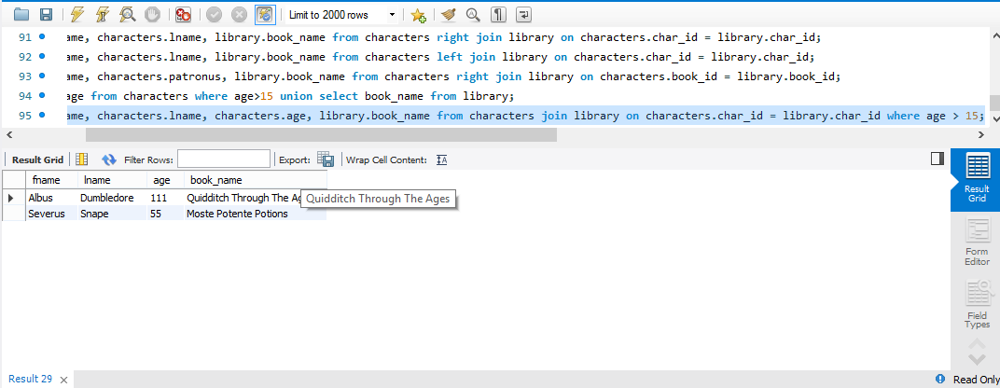 Limit to 2000 rows
91 ame, characters.lname, library.book_name from characters right join library on characters.char_id = library.char_id;
92 ame, characters.lname, library.book_name from characters left join library on characters.char_id = library.char_id;
93 ame, characters.patronus, library.book_name from characters right join library on characters.book_id = library.book_id;
94 age from characters where age>15 union select book_name from library;
95 ame, characters.lname, characters.age, library.book_name from characters join library on characters.char_id = library.char_id where age > 15;
Result Grid Filter Rows: Export: Wrap Cell Content: IA
fname lname age book_name
Albus Dumbledore 111 Quidditch Through The Ag
Quidditch Through The Ages
Severus Snape 55 Moste Potente Potions
Result
Grid
Form
Editor
Field
Types
Result 29 Read Only